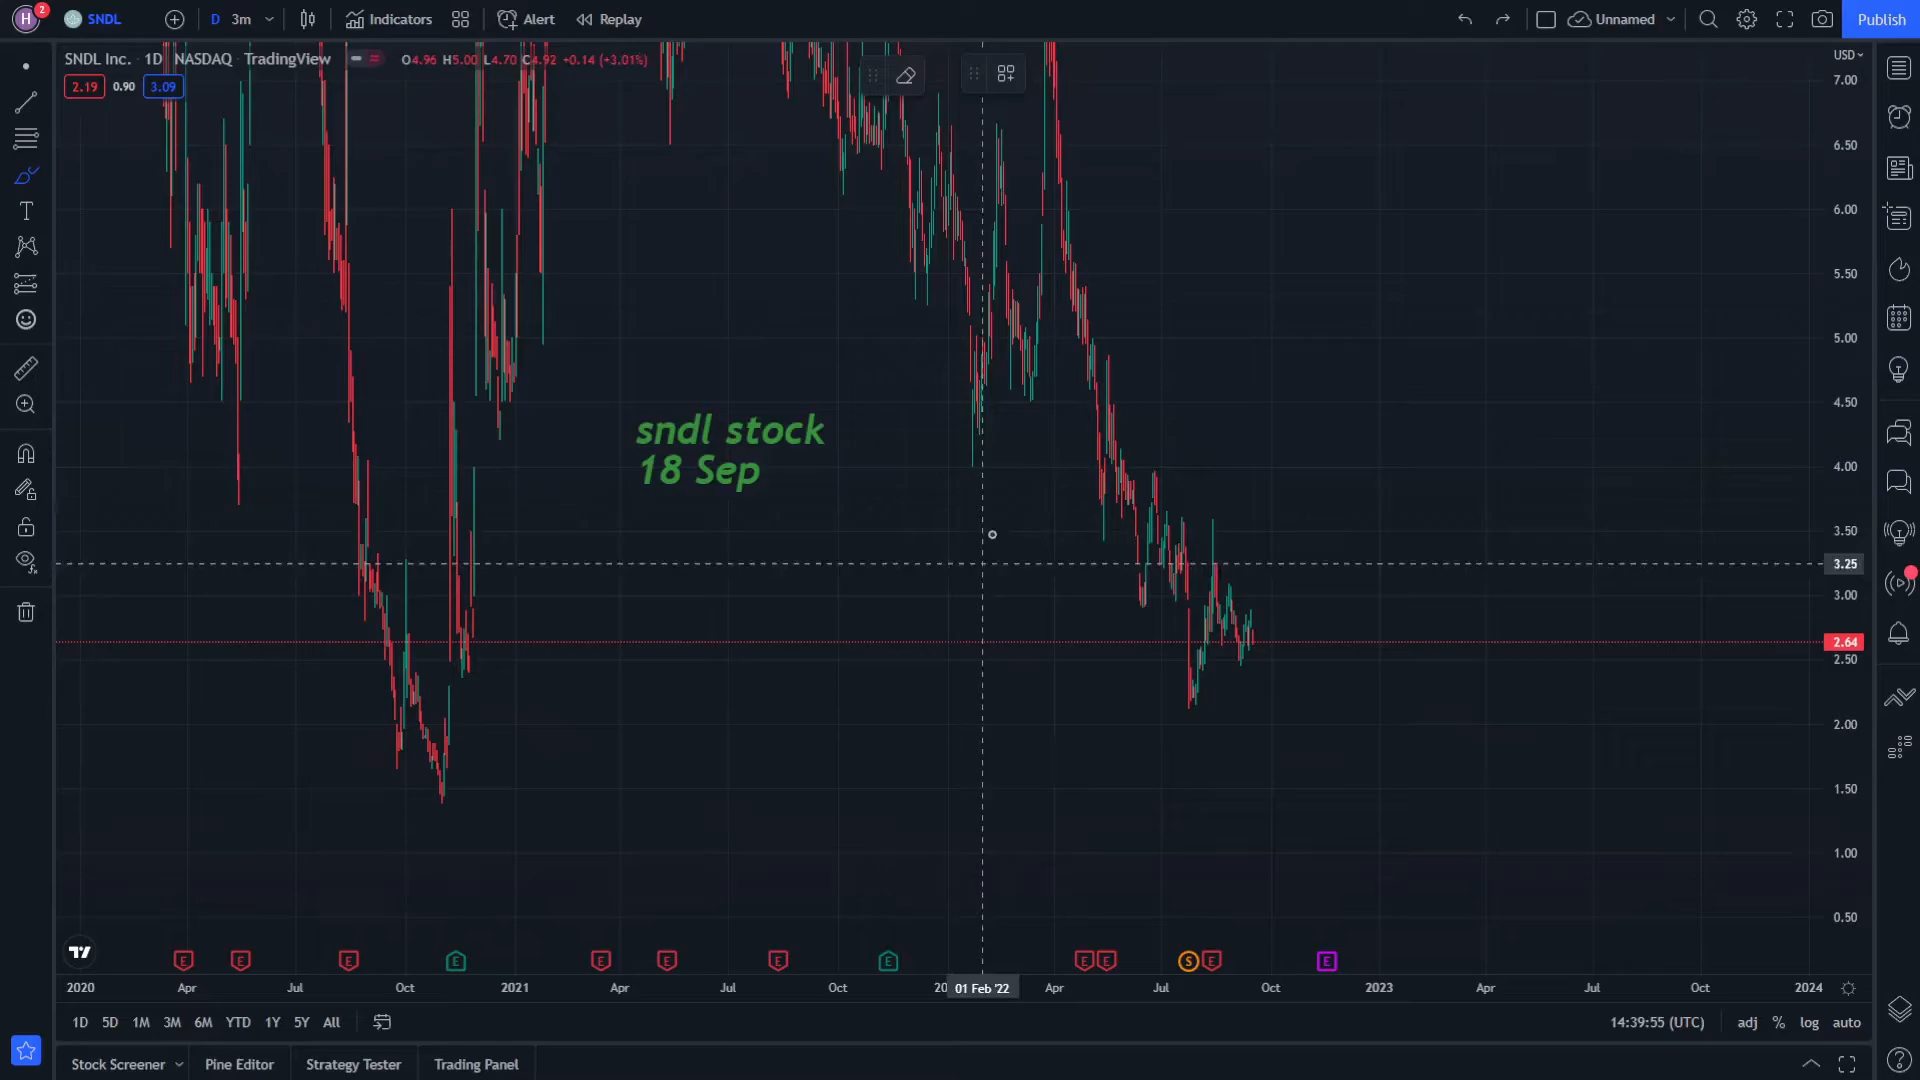 H 2 SNDL D 3m Indicators Alert Replay Unnamed Publish
SNDL Inc. · 1D · NASDAQ · TradingView O4.96 H5.00 L4.70 C4.92 +0.14 (+3.01%) USD
2.19 0.90 3.09
7.00
6.50
6.00
5.50
5.00
4.50
sndl stock
18 Sep
4.00
3.50
3.25
3.00
2.64
2.50
2.00
1.50
1.00
0.50
E E E E E E E E E E S E E
2020 Apr Jul Oct 2021 Apr Jul Oct 20 01 Feb '22 Apr Jul Oct 2023 Apr Jul Oct 2024
1D 5D 1M 3M 6M YTD 1Y 5Y All 14:39:55 (UTC) adj % log auto
Stock Screener Pine Editor Strategy Tester Trading Panel